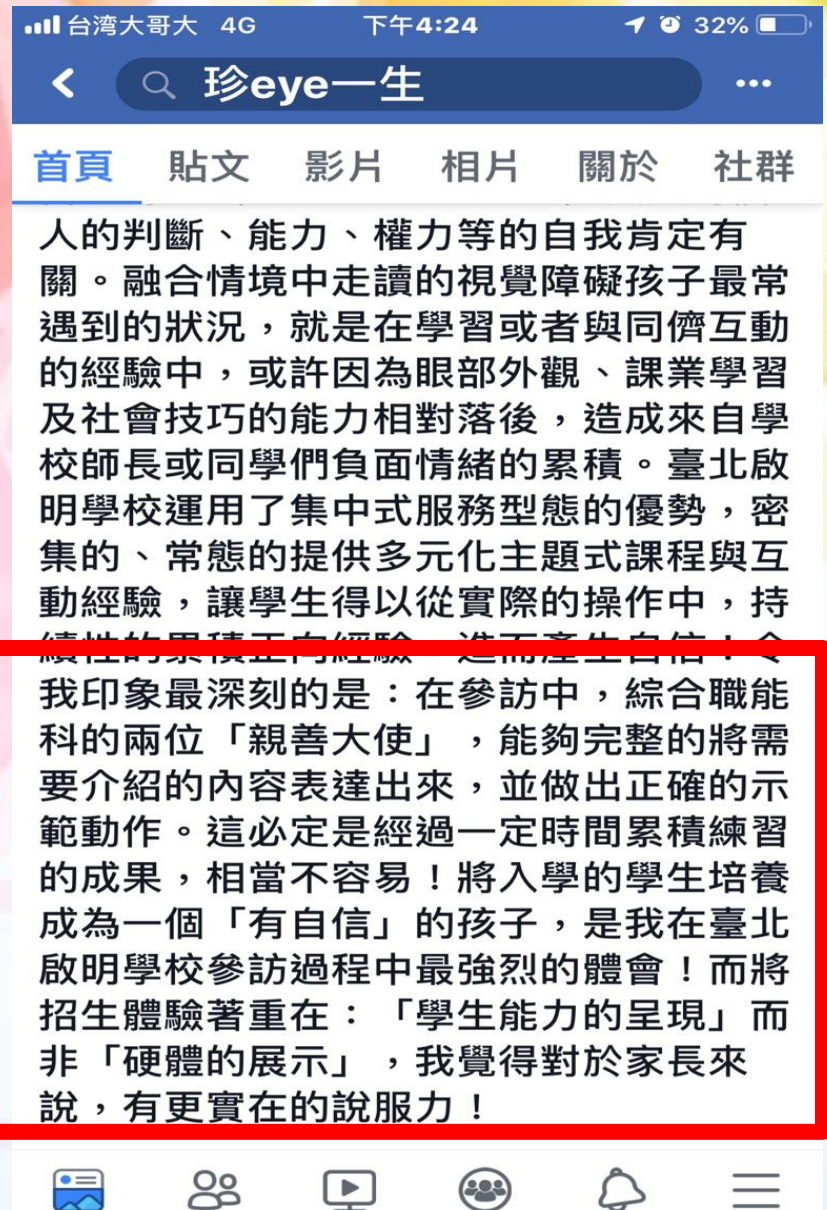 台湾大哥大 4G 下午4:24 32%
珍eye一生
首頁 貼文 影片 相片 關於 社群
人的判斷、能力、權力等的自我肯定有
關。融合情境中走讀的視覺障礙孩子最常
遇到的狀況，就是在學習或者與同儕互動
的經驗中，或許因為眼部外觀、課業學習
及社會技巧的能力相對落後，造成來自學
校師長或同學們負面情緒的累積。臺北啟
明學校運用了集中式服務型態的優勢，密
集的、常態的提供多元化主題式課程與互
動經驗，讓學生得以從實際的操作中，持
續性的累積正向經驗，進而產生自信！令
我印象最深刻的是：在參訪中，綜合職能
科的兩位「親善大使」，能夠完整的將需
要介紹的內容表達出來，並做出正確的示
範動作。這必定是經過一定時間累積練習
的成果，相當不容易！將入學的學生培養
成為一個「有自信」的孩子，是我在臺北
啟明學校參訪過程中最強烈的體會！而將
招生體驗著重在：「學生能力的呈現」而
非「硬體的展示」，我覺得對於家長來
說，有更實在的說服力！